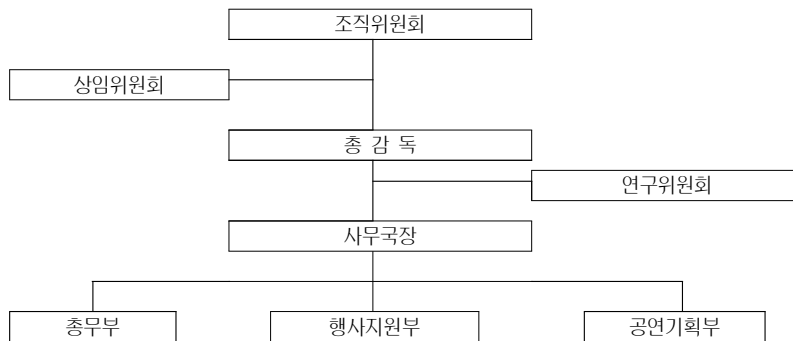 조직위원회
상임위원회
총 감 독
연구위원회
사무국장
총무부 행사지원부 공연기획부